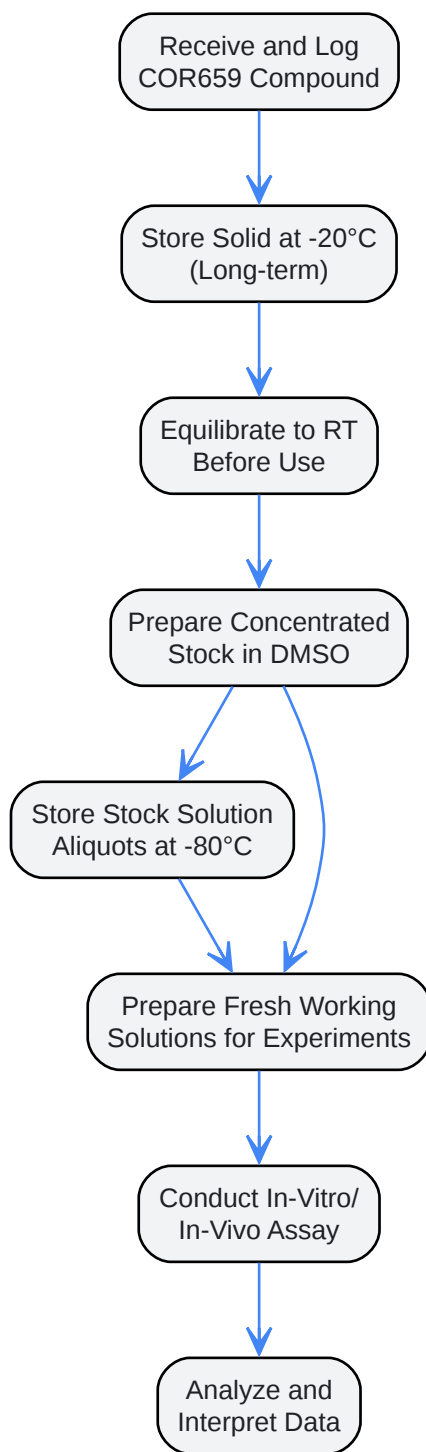 Receive and Log
COR659 Compound
Store Solid at -20°C
(Long-term)
Equilibrate to RT
Before Use
Prepare Concentrated
Stock in DMSO
Store Stock Solution
Aliquots at -80°C
Prepare Fresh Working
Solutions for Experiments
Conduct In-Vitro/
In-Vivo Assay
Analyze and
Interpret Data